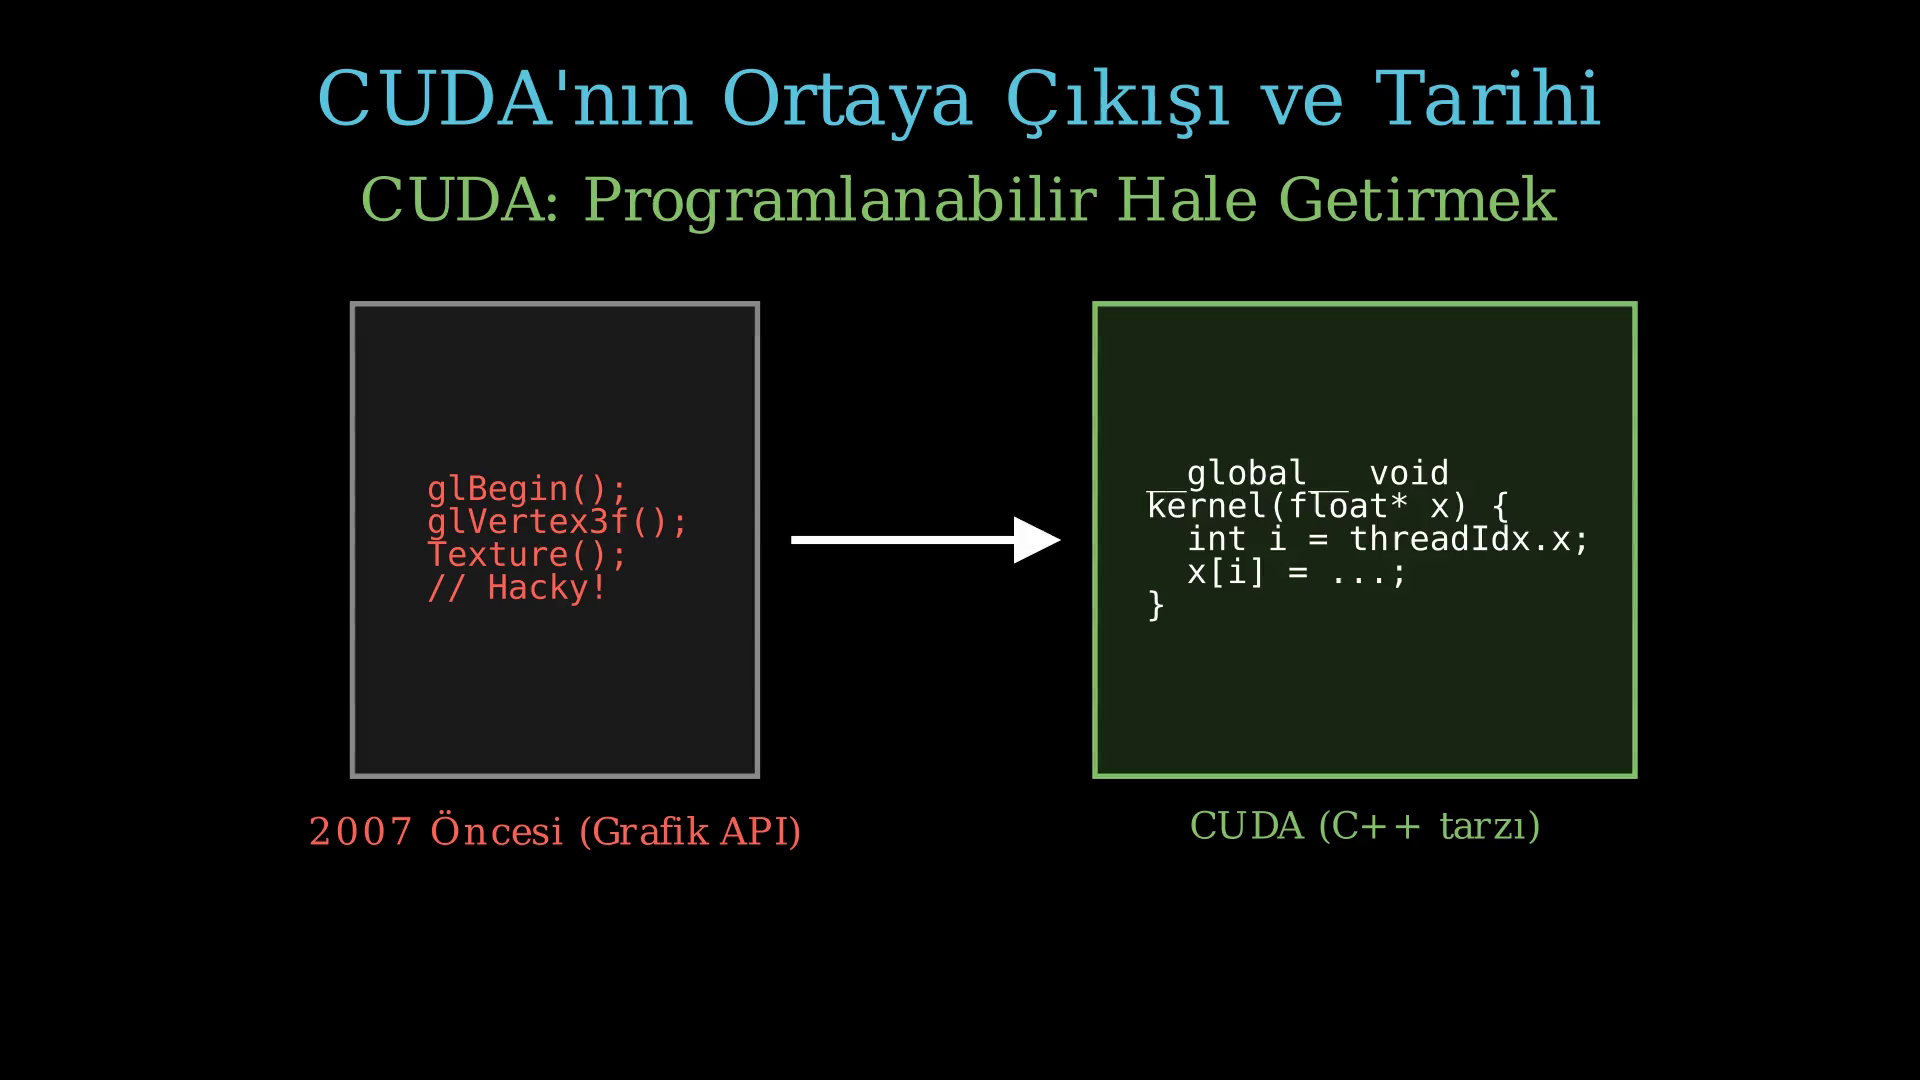 CUDA'nın Ortaya Çıkışı ve Tarihi
CUDA: Programlanabilir Hale Getirmek
glBegin();
glVertex3f();
Texture();
// Hacky!
2007 Öncesi (Grafik API)
__global__ void
kernel(float* x) {
  int i = threadIdx.x;
  x[i] = ...;
}
CUDA (C++ tarzı)